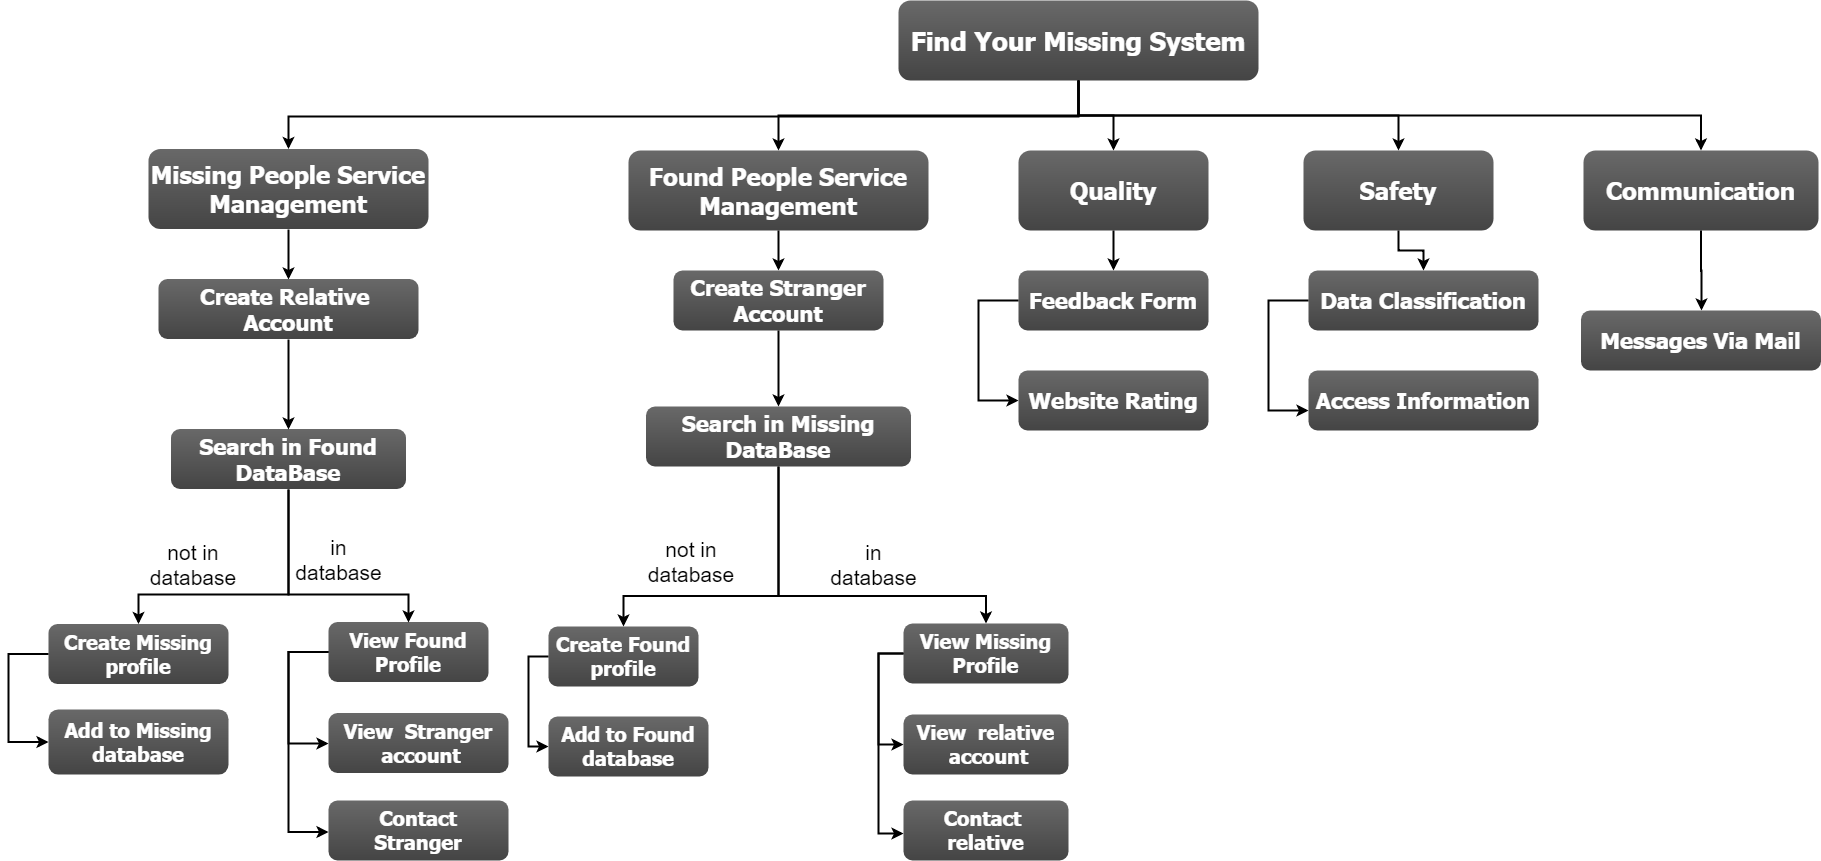 Find Your Missing System
Missing People Service
Management
Found People Service
Management
Quality
Safety
Communication
Create Relative
Account
Create Stranger
Account
Feedback Form
Data Classification
Messages Via Mail
Website Rating
Access Information
Search in Found
DataBase
Search in Missing
DataBase
not in
database
in
database
not in
database
in
database
Create Missing
profile
View Found
Profile
Create Found
profile
View Missing
Profile
Add to Missing
database
View Stranger
account
Add to Found
database
View relative
account
Contact
Stranger
Contact
relative